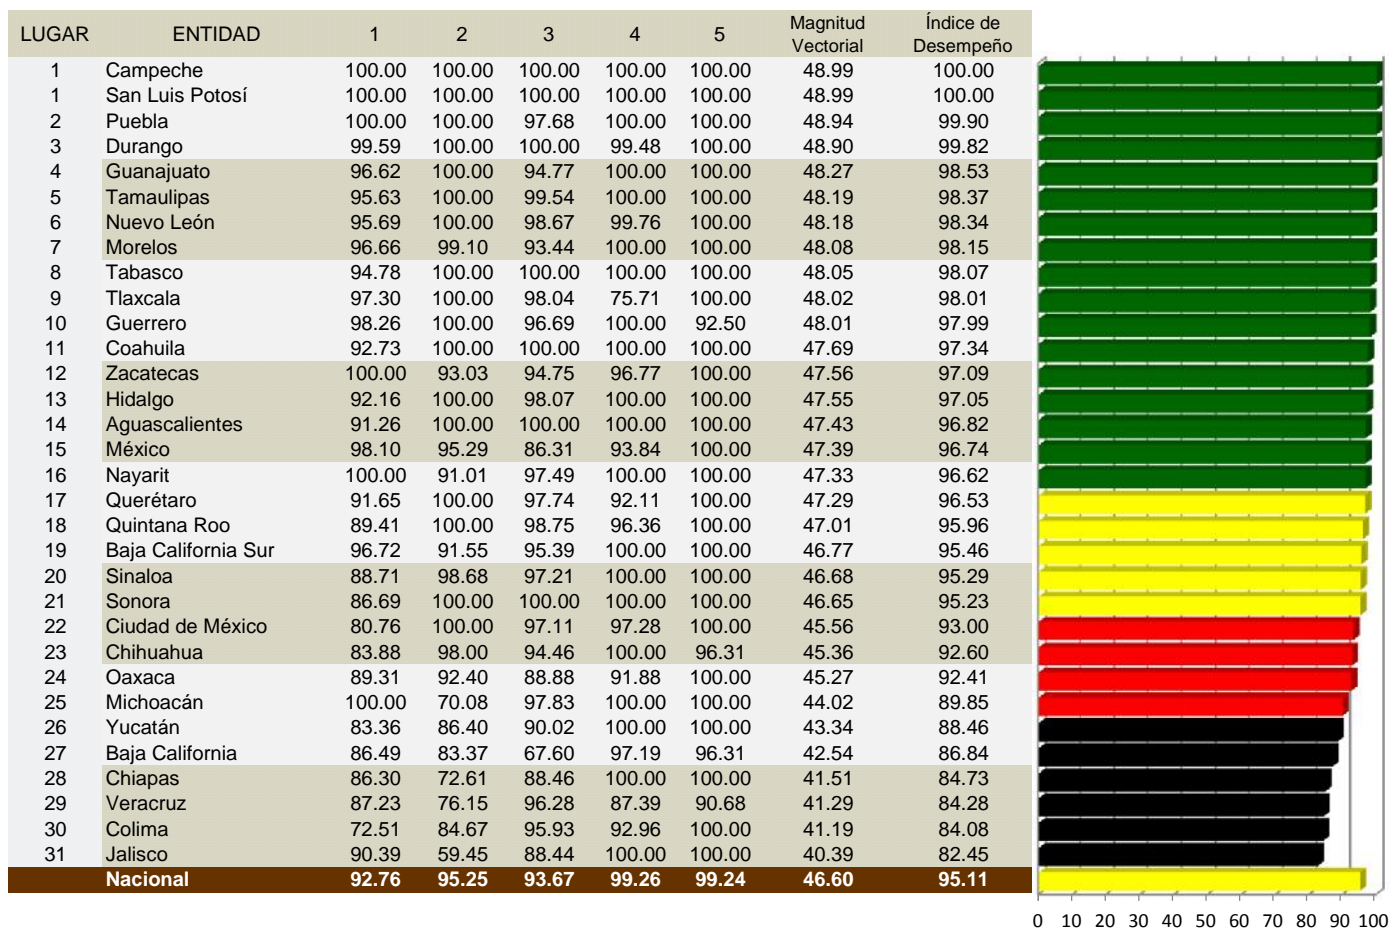 LUGAR ENTIDAD 1 2 3 4 5 Magnitud Vectorial Índice de Desempeño
1 Campeche 100.00 100.00 100.00 100.00 100.00 48.99 100.00
1 San Luis Potosí 100.00 100.00 100.00 100.00 100.00 48.99 100.00
2 Puebla 100.00 100.00 97.68 100.00 100.00 48.94 99.90
3 Durango 99.59 100.00 100.00 99.48 100.00 48.90 99.82
4 Guanajuato 96.62 100.00 94.77 100.00 100.00 48.27 98.53
5 Tamaulipas 95.63 100.00 99.54 100.00 100.00 48.19 98.37
6 Nuevo León 95.69 100.00 98.67 99.76 100.00 48.18 98.34
7 Morelos 96.66 99.10 93.44 100.00 100.00 48.08 98.15
8 Tabasco 94.78 100.00 100.00 100.00 100.00 48.05 98.07
9 Tlaxcala 97.30 100.00 98.04 75.71 100.00 48.02 98.01
10 Guerrero 98.26 100.00 96.69 100.00 92.50 48.01 97.99
11 Coahuila 92.73 100.00 100.00 100.00 100.00 47.69 97.34
12 Zacatecas 100.00 93.03 94.75 96.77 100.00 47.56 97.09
13 Hidalgo 92.16 100.00 98.07 100.00 100.00 47.55 97.05
14 Aguascalientes 91.26 100.00 100.00 100.00 100.00 47.43 96.82
15 México 98.10 95.29 86.31 93.84 100.00 47.39 96.74
16 Nayarit 100.00 91.01 97.49 100.00 100.00 47.33 96.62
17 Querétaro 91.65 100.00 97.74 92.11 100.00 47.29 96.53
18 Quintana Roo 89.41 100.00 98.75 96.36 100.00 47.01 95.96
19 Baja California Sur 96.72 91.55 95.39 100.00 100.00 46.77 95.46
20 Sinaloa 88.71 98.68 97.21 100.00 100.00 46.68 95.29
21 Sonora 86.69 100.00 100.00 100.00 100.00 46.65 95.23
22 Ciudad de México 80.76 100.00 97.11 97.28 100.00 45.56 93.00
23 Chihuahua 83.88 98.00 94.46 100.00 96.31 45.36 92.60
24 Oaxaca 89.31 92.40 88.88 91.88 100.00 45.27 92.41
25 Michoacán 100.00 70.08 97.83 100.00 100.00 44.02 89.85
26 Yucatán 83.36 86.40 90.02 100.00 100.00 43.34 88.46
27 Baja California 86.49 83.37 67.60 97.19 96.31 42.54 86.84
28 Chiapas 86.30 72.61 88.46 100.00 100.00 41.51 84.73
29 Veracruz 87.23 76.15 96.28 87.39 90.68 41.29 84.28
30 Colima 72.51 84.67 95.93 92.96 100.00 41.19 84.08
31 Jalisco 90.39 59.45 88.44 100.00 100.00 40.39 82.45
Nacional 92.76 95.25 93.67 99.26 99.24 46.60 95.11
0 10 20 30 40 50 60 70 80 90 100